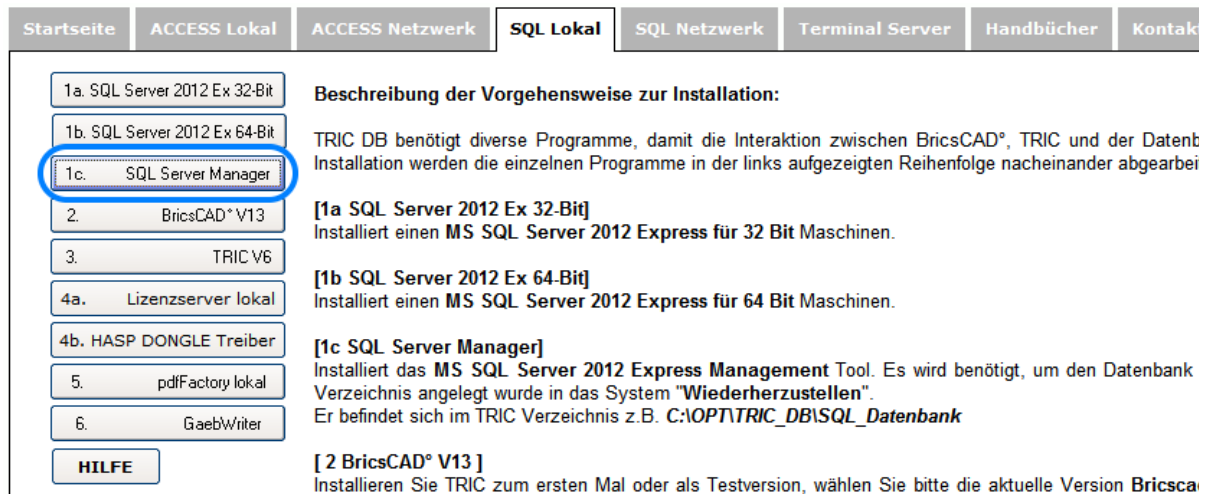 Startseite ACCESS Lokal ACCESS Netzwerk SQL Lokal SQL Netzwerk Terminal Server Handbücher
1a. SQL Server 2012 Ex 32-Bit
1b. SQL Server 2012 Ex 64-Bit
1c. SQL Server Manager
2. BricsCAD° V13
3. TRIC V6
4a. Lizenzserver lokal
4b. HASP DONGLE Treiber
5. pdfFactory lokal
6. GaebWriter
HILFE
Beschreibung der Vorgehensweise zur Installation:
TRIC DB benötigt diverse Programme, damit die Interaktion zwischen BricsCAD°, TRIC und der
Installation werden die einzelnen Programme in der links aufgezeigten Reihenfolge nacheinander
[1a SQL Server 2012 Ex 32-Bit]
Installiert einen MS SQL Server 2012 Express für 32 Bit Maschinen.
[1b SQL Server 2012 Ex 64-Bit]
Installiert einen MS SQL Server 2012 Express für 64 Bit Maschinen.
[1c SQL Server Manager]
Installiert das MS SQL Server 2012 Express Management Tool. Es wird benötigt, um den Datenbank
Verzeichnis angelegt wurde in das System "Wiederherzustellen".
Er befindet sich im TRIC Verzeichnis z.B. C:\OPT\TRIC_DB\SQL_Datenbank
[ 2 BricsCAD° V13 ]
Installieren Sie TRIC zum ersten Mal oder als Testversion, wählen Sie bitte die aktuelle Version